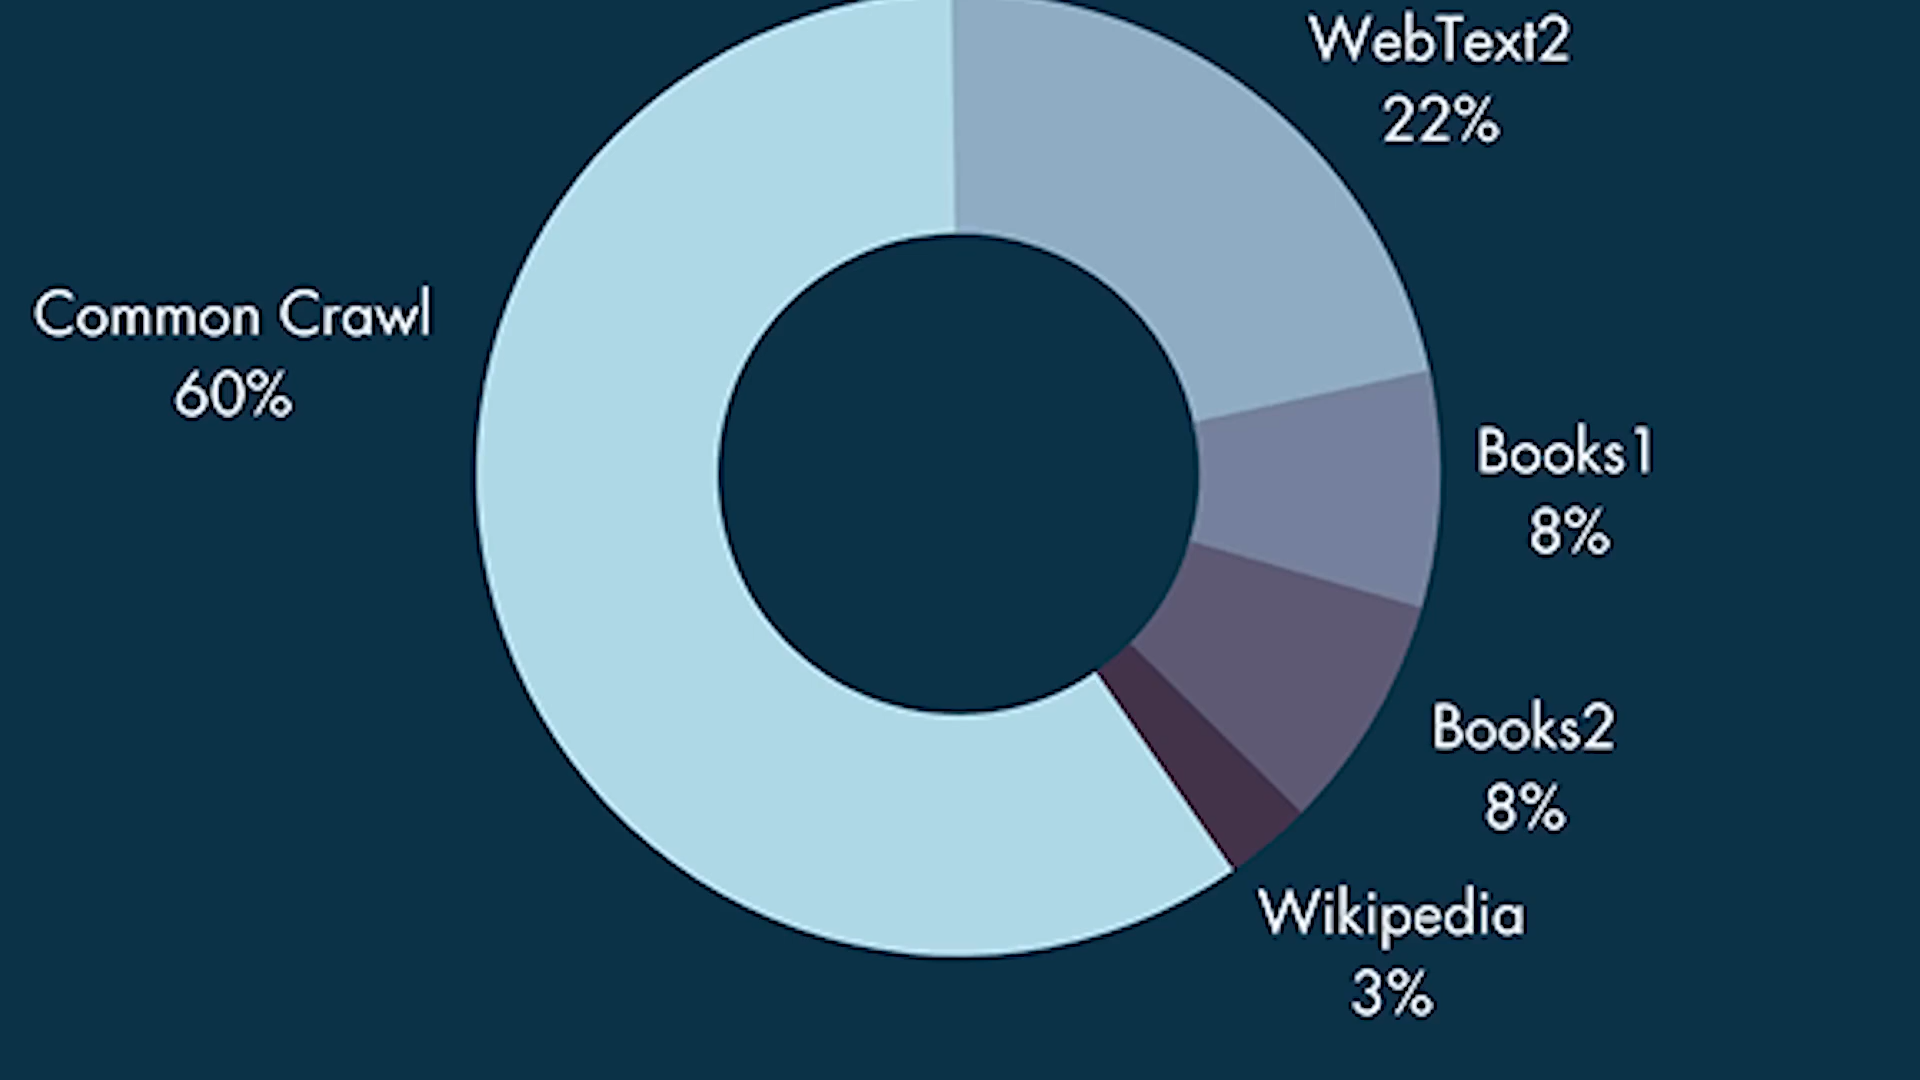 WebText2
22%
Common Crawl
60%
Books1
8%
Books2
8%
Wikipedia
3%